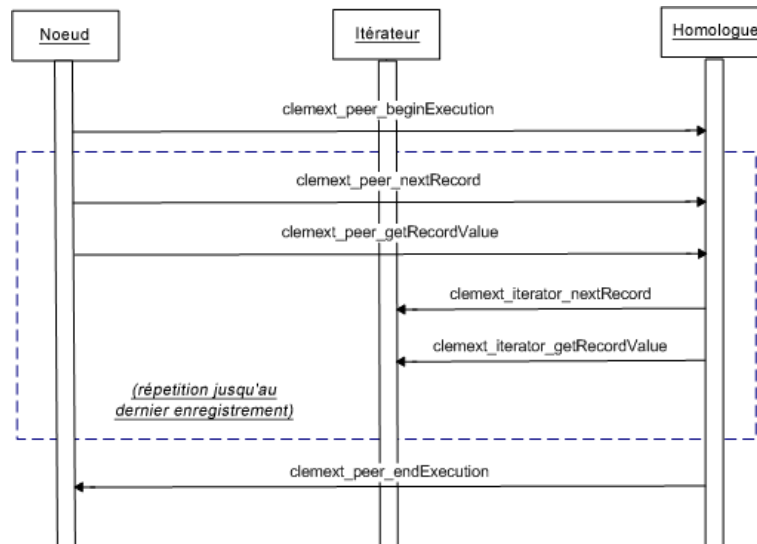 Noeud
Itérateur
Homologue
clemext_peer_beginExecution
clemext_peer_nextRecord
clemext_peer_getRecordValue
clemext_iterator_nextRecord
clemext_iterator_getRecordValue
(répetition jusqu'au
dernier enregistrement)
clemext_peer_endExecution